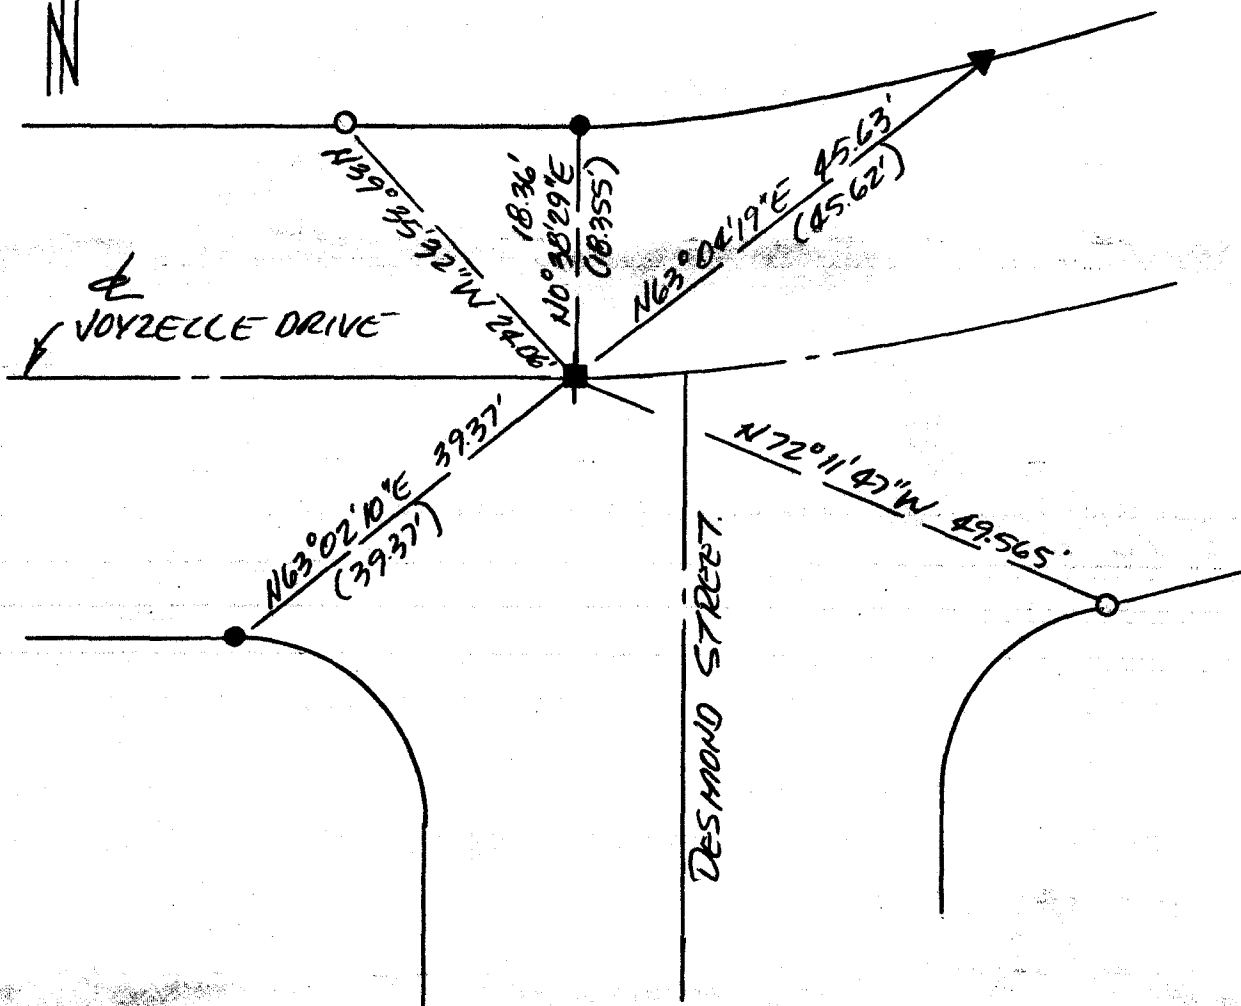 N
N39°35'32"W 24.06'
18.36'
N0°38'29"E
(18.355')
N63°04'19"E 45.63'
(45.62')
℄
VOYZELLE DRIVE
N63°02'10"E 39.37'
(39.37')
N72°11'47"W 49.565'
DESMOND STREET